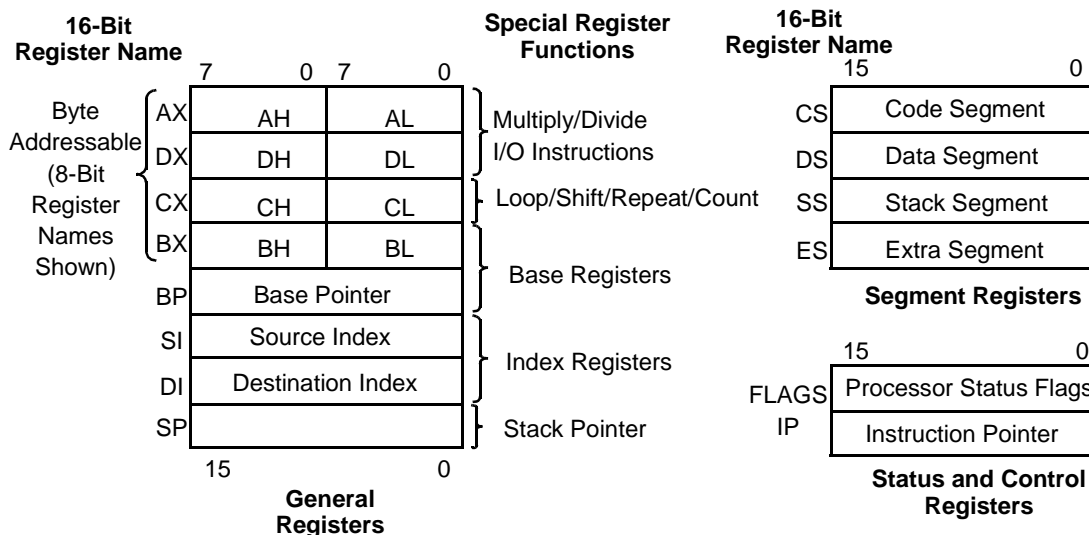 16-Bit
Register Name
7 0 7 0
Byte
Addressable
(8-Bit
Register
Names
Shown)
AX AH AL
DX DH DL
CX CH CL
BX BH BL
BP Base Pointer
SI Source Index
DI Destination Index
SP
15 0
General
Registers
Special Register
Functions
Multiply/Divide
I/O Instructions
Loop/Shift/Repeat/Count
Base Registers
Index Registers
Stack Pointer
16-Bit
Register Name
15 0
CS Code Segment
DS Data Segment
SS Stack Segment
ES Extra Segment
Segment Registers
15 0
FLAGS Processor Status Flags
IP Instruction Pointer
Status and Control
Registers